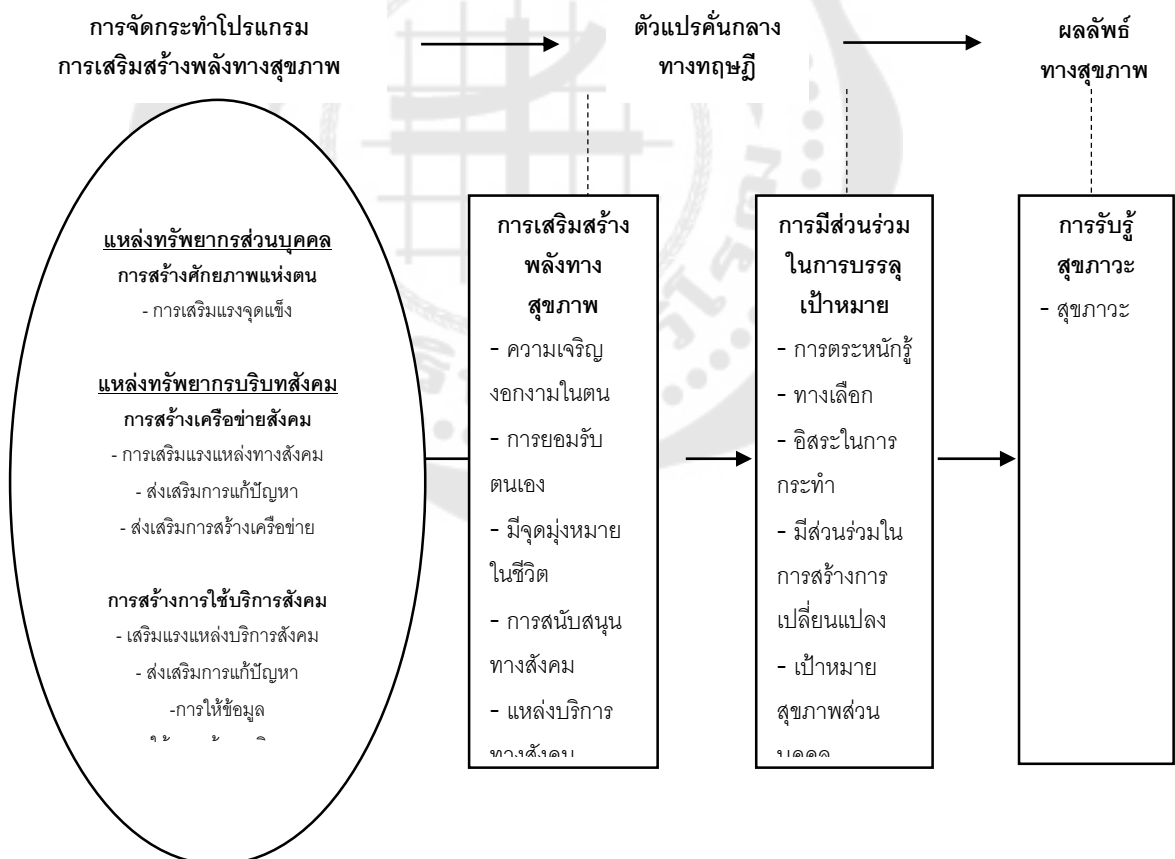 การจัดกระทำโปรแกรม
การเสริมสร้างพลังทางสุขภาพ
ตัวแปรคั่นกลาง
ทางทฤษฎี
ผลลัพธ์
ทางสุขภาพ
แหล่งทรัพยากรส่วนบุคคล
การสร้างศักยภาพแห่งตน
- การเสริมแรงจุดแข็ง
แหล่งทรัพยากรบริบทสังคม
การสร้างเครือข่ายสังคม
- การเสริมแรงแหล่งทางสังคม
- ส่งเสริมการแก้ปัญหา
- ส่งเสริมการสร้างเครือข่าย
การสร้างการใช้บริการสังคม
- เสริมแรงแหล่งบริการสังคม
- ส่งเสริมการแก้ปัญหา
-การให้ข้อมูล
การเสริมสร้าง
พลังทาง
สุขภาพ
- ความเจริญ
งอกงามในตน
- การยอมรับ
ตนเอง
- มีจุดมุ่งหมาย
ในชีวิต
- การสนับสนุน
ทางสังคม
- แหล่งบริการ
ทางสังคม
การมีส่วนร่วม
ในการบรรลุ
เป้าหมาย
- การตระหนักรู้
- ทางเลือก
- อิสระในการ
กระทำ
- มีส่วนร่วมใน
การสร้างการ
เปลี่ยนแปลง
- เป้าหมาย
สุขภาพส่วน
บุคคล
การรับรู้
สุขภาวะ
- สุขภาวะ